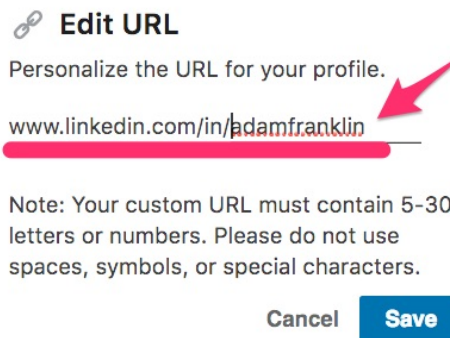 Edit URL
Personalize the URL for your profile.
www.linkedin.com/in/adamfranklin
Note: Your custom URL must contain 5-30
letters or numbers. Please do not use
spaces, symbols, or special characters.
Cancel Save